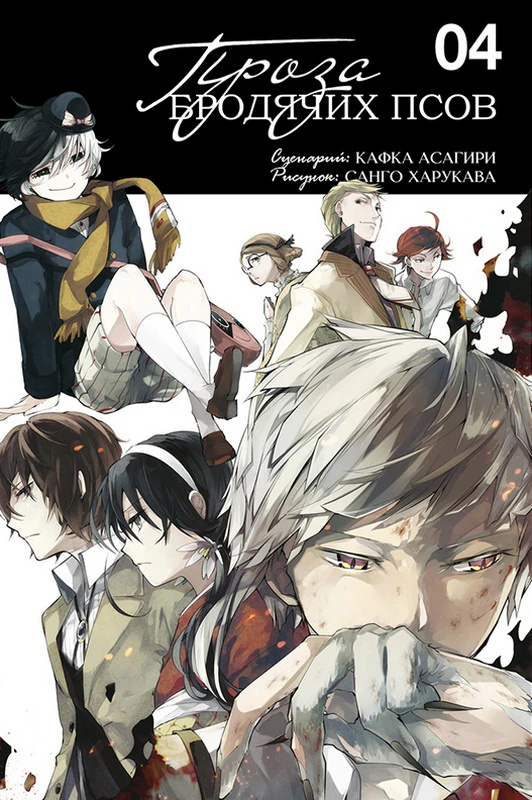 04
Проза
БРОДЯЧИХ ПСОВ
Сценарий: КАФКА АСАГИРИ
Рисунок: САНГО ХАРУКАВА